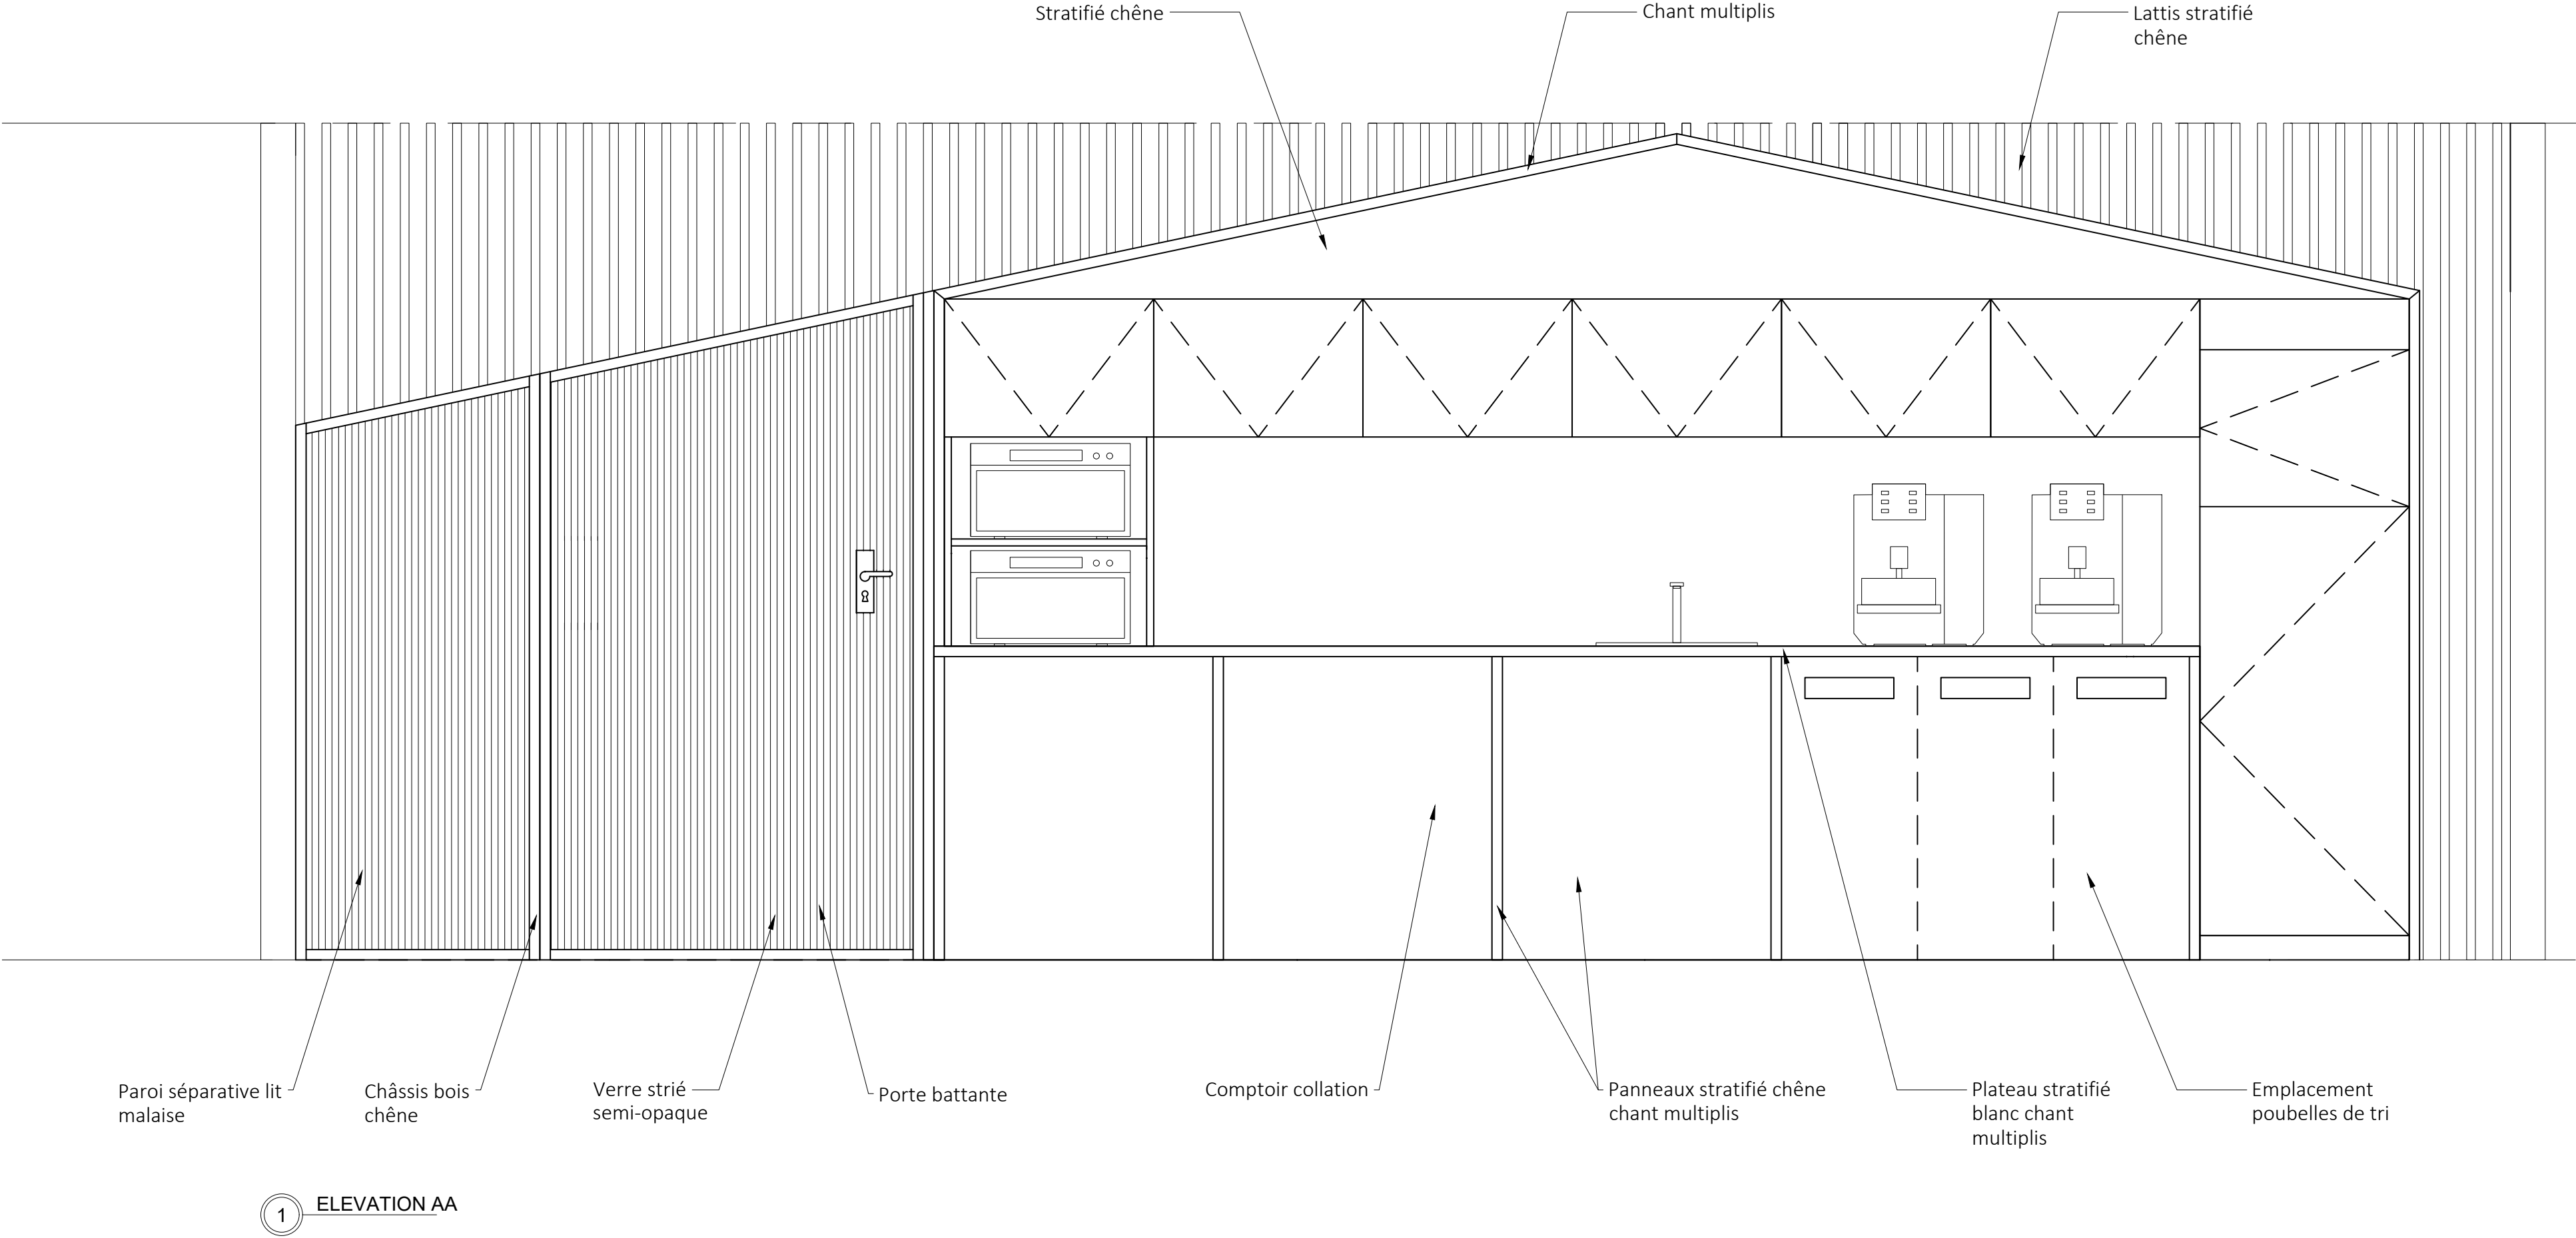 Stratifié chêne
Chant multiplis
Lattis stratifié
chêne
Paroi séparative lit
malaise
Châssis bois
chêne
Verre strié
semi-opaque
Porte battante
Comptoir collation
Panneaux stratifié chêne
chant multiplis
Plateau stratifié
blanc chant
multiplis
Emplacement
poubelles de tri
1
ELEVATION AA